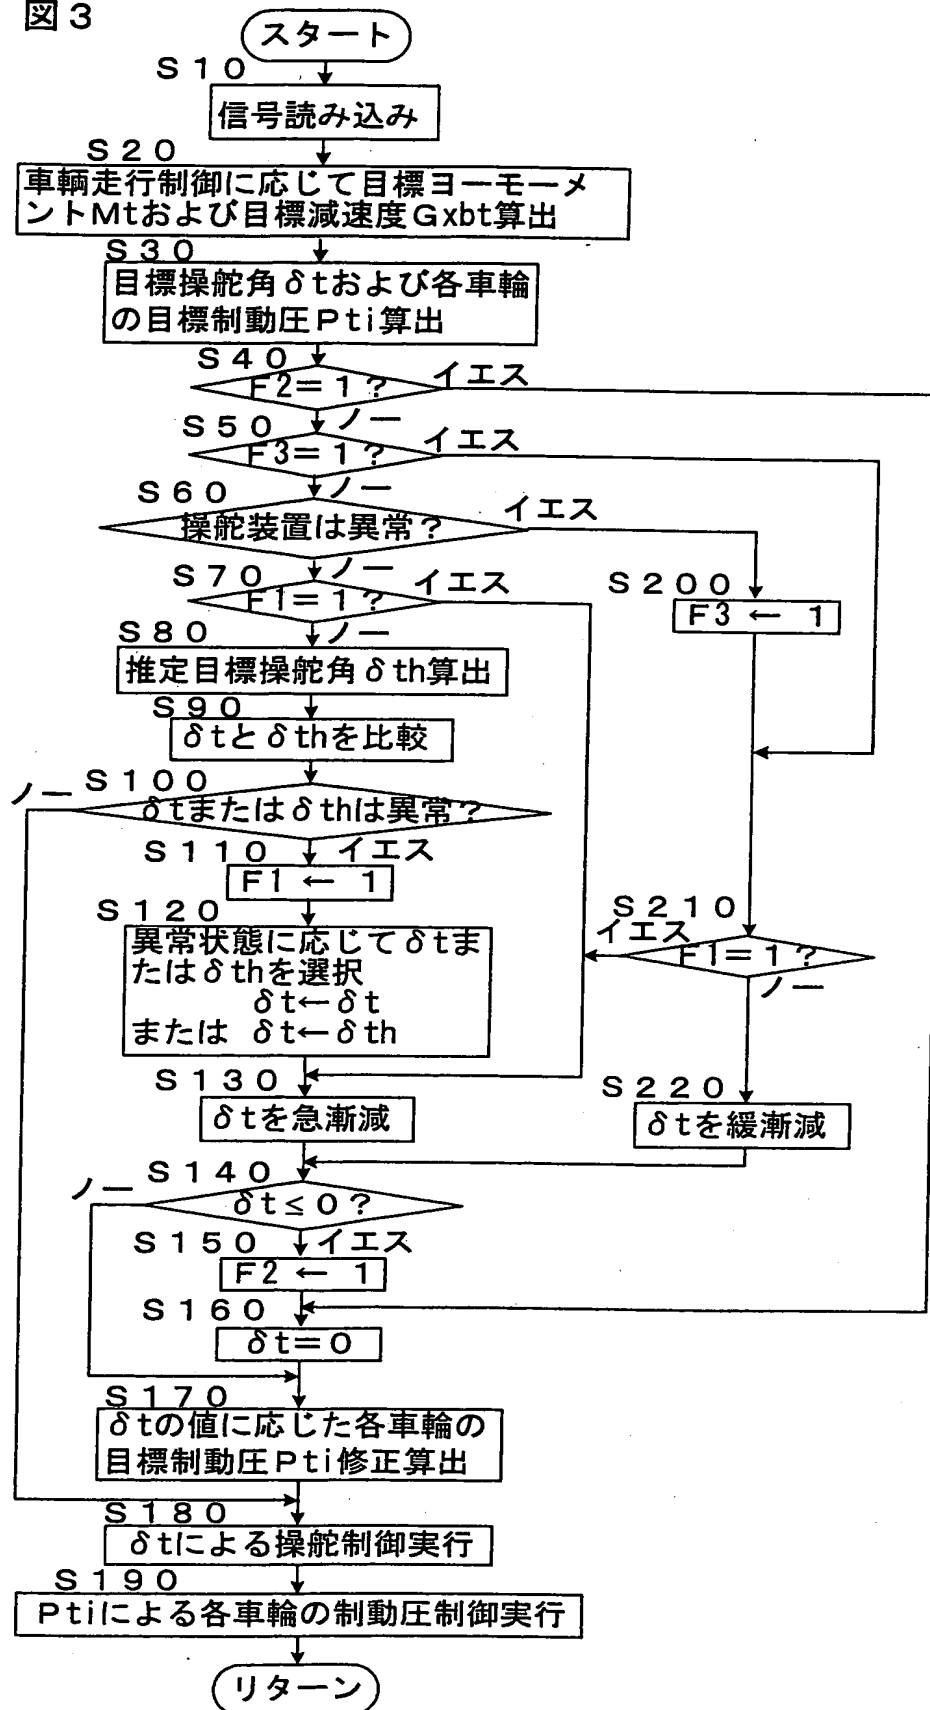 図3
スタート
S10
信号読み込み
S20
車輌走行制御に応じて目標ヨーモーメ
ントMtおよび目標減速度Gxbt算出
S30
目標操舵角δtおよび各車輪
の目標制動圧Pti算出
S40
F2=1?
イエス
ノー
S50
F3=1?
イエス
ノー
S60
操舵装置は異常?
イエス
ノー
S70
F1=1?
イエス
ノー
S200
F3 ← 1
S80
推定目標操舵角δth算出
S90
δtとδthを比較
S100
ノー
δtまたはδthは異常?
イエス
S110
F1 ← 1
S120
異常状態に応じてδtま
たはδthを選択
δt←δt
または δt←δth
S210
イエス
F1=1?
ノー
S130
δtを急漸減
S220
δtを緩漸減
S140
ノー
δt≤0?
イエス
S150
F2 ← 1
S160
δt=0
S170
δtの値に応じた各車輪の
目標制動圧Pti修正算出
S180
δtによる操舵制御実行
S190
Ptiによる各車輪の制動圧制御実行
リターン